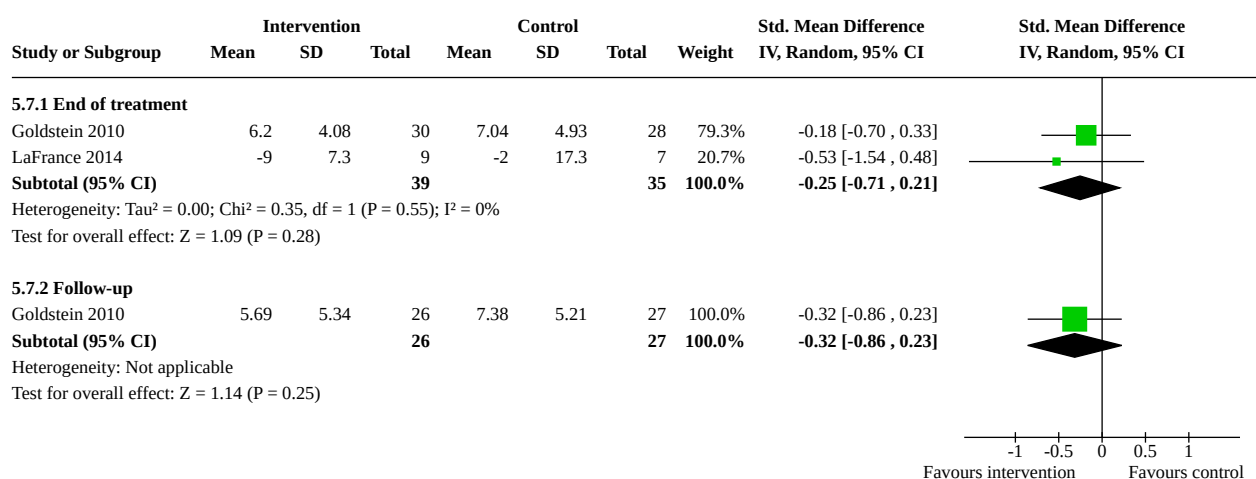 Intervention Control Std. Mean Difference Std. Mean Difference
Study or Subgroup Mean SD Total Mean SD Total Weight IV, Random, 95% CI IV, Random, 95% CI
5.7.1 End of treatment
Goldstein 2010 6.2 4.08 30 7.04 4.93 28 79.3% -0.18 [-0.70 , 0.33]
LaFrance 2014 -9 7.3 9 -2 17.3 7 20.7% -0.53 [-1.54 , 0.48]
Subtotal (95% CI) 39 35 100.0% -0.25 [-0.71 , 0.21]
Heterogeneity: Tau² = 0.00; Chi² = 0.35, df = 1 (P = 0.55); I² = 0%
Test for overall effect: Z = 1.09 (P = 0.28)
5.7.2 Follow-up
Goldstein 2010 5.69 5.34 26 7.38 5.21 27 100.0% -0.32 [-0.86 , 0.23]
Subtotal (95% CI) 26 27 100.0% -0.32 [-0.86 , 0.23]
Heterogeneity: Not applicable
Test for overall effect: Z = 1.14 (P = 0.25)
-1 -0.5 0 0.5 1
Favours intervention Favours control